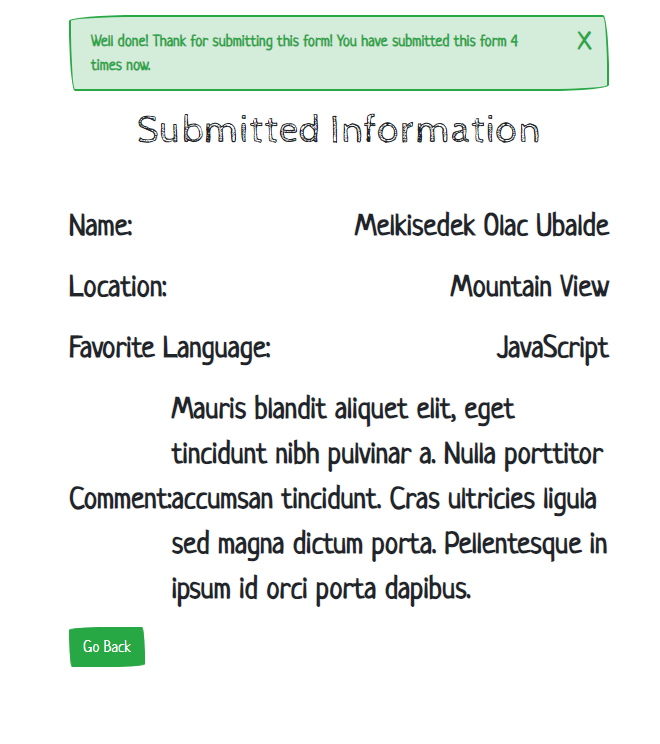 Well done! Thank for submitting this form! You have submitted this form 4
times now.
X
Submitted Information
Name: Melkisedek Olac Ubalde
Location: Mountain View
Favorite Language: JavaScript
Mauris blandit aliquet elit, eget
tincidunt nibh pulvinar a. Nulla porttitor
Comment:accumsan tincidunt. Cras ultricies ligula
sed magna dictum porta. Pellentesque in
ipsum id orci porta dapibus.
Go Back